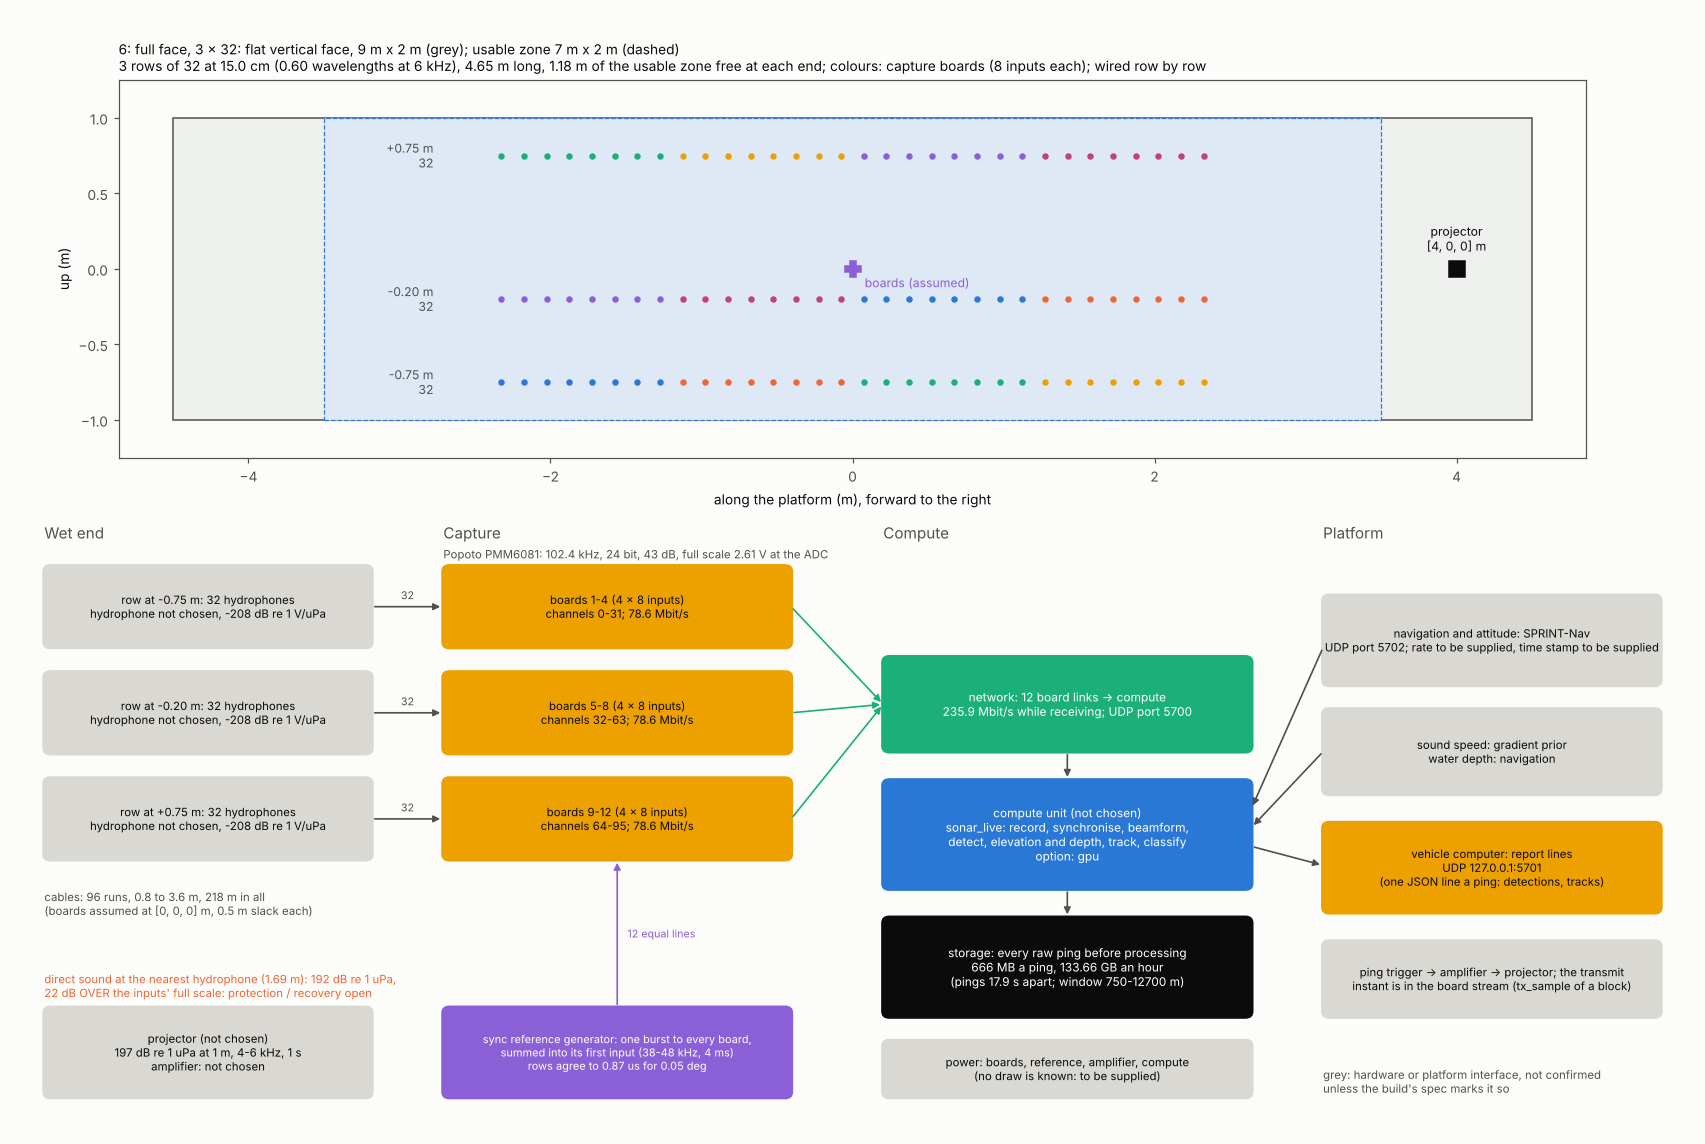 6: full face, 3 × 32: flat vertical face, 9 m x 2 m (grey); usable zone 7 m x 2 m (dashed)
3 rows of 32 at 15.0 cm (0.60 wavelengths at 6 kHz), 4.65 m long, 1.18 m of the usable zone free at each end; colours: capture boards (8 inputs each); wired row by row
1.0
0.5
0.0
−0.5
−1.0
up (m)
+0.75 m
32
-0.20 m
32
-0.75 m
32
boards (assumed)
projector
[4, 0, 0] m
−4
−2
0
2
4
along the platform (m), forward to the right
Wet end
row at -0.75 m: 32 hydrophones
hydrophone not chosen, -208 dB re 1 V/uPa
32
row at -0.20 m: 32 hydrophones
hydrophone not chosen, -208 dB re 1 V/uPa
32
row at +0.75 m: 32 hydrophones
hydrophone not chosen, -208 dB re 1 V/uPa
32
cables: 96 runs, 0.8 to 3.6 m, 218 m in all
(boards assumed at [0, 0, 0] m, 0.5 m slack each)
direct sound at the nearest hydrophone (1.69 m): 192 dB re 1 uPa,
22 dB OVER the inputs' full scale: protection / recovery open
projector (not chosen)
197 dB re 1 uPa at 1 m, 4-6 kHz, 1 s
amplifier: not chosen
Capture
Popoto PMM6081: 102.4 kHz, 24 bit, 43 dB, full scale 2.61 V at the ADC
boards 1-4 (4 × 8 inputs)
channels 0-31; 78.6 Mbit/s
boards 5-8 (4 × 8 inputs)
channels 32-63; 78.6 Mbit/s
boards 9-12 (4 × 8 inputs)
channels 64-95; 78.6 Mbit/s
12 equal lines
sync reference generator: one burst to every board,
summed into its first input (38-48 kHz, 4 ms)
rows agree to 0.87 us for 0.05 deg
Compute
network: 12 board links → compute
235.9 Mbit/s while receiving; UDP port 5700
compute unit (not chosen)
sonar_live: record, synchronise, beamform,
detect, elevation and depth, track, classify
option: gpu
storage: every raw ping before processing
666 MB a ping, 133.66 GB an hour
(pings 17.9 s apart; window 750-12700 m)
power: boards, reference, amplifier, compute
(no draw is known: to be supplied)
Platform
navigation and attitude: SPRINT-Nav
UDP port 5702; rate to be supplied, time stamp to be supplied
sound speed: gradient prior
water depth: navigation
vehicle computer: report lines
UDP 127.0.0.1:5701
(one JSON line a ping: detections, tracks)
ping trigger → amplifier → projector; the transmit
instant is in the board stream (tx_sample of a block)
grey: hardware or platform interface, not confirmed
unless the build's spec marks it so